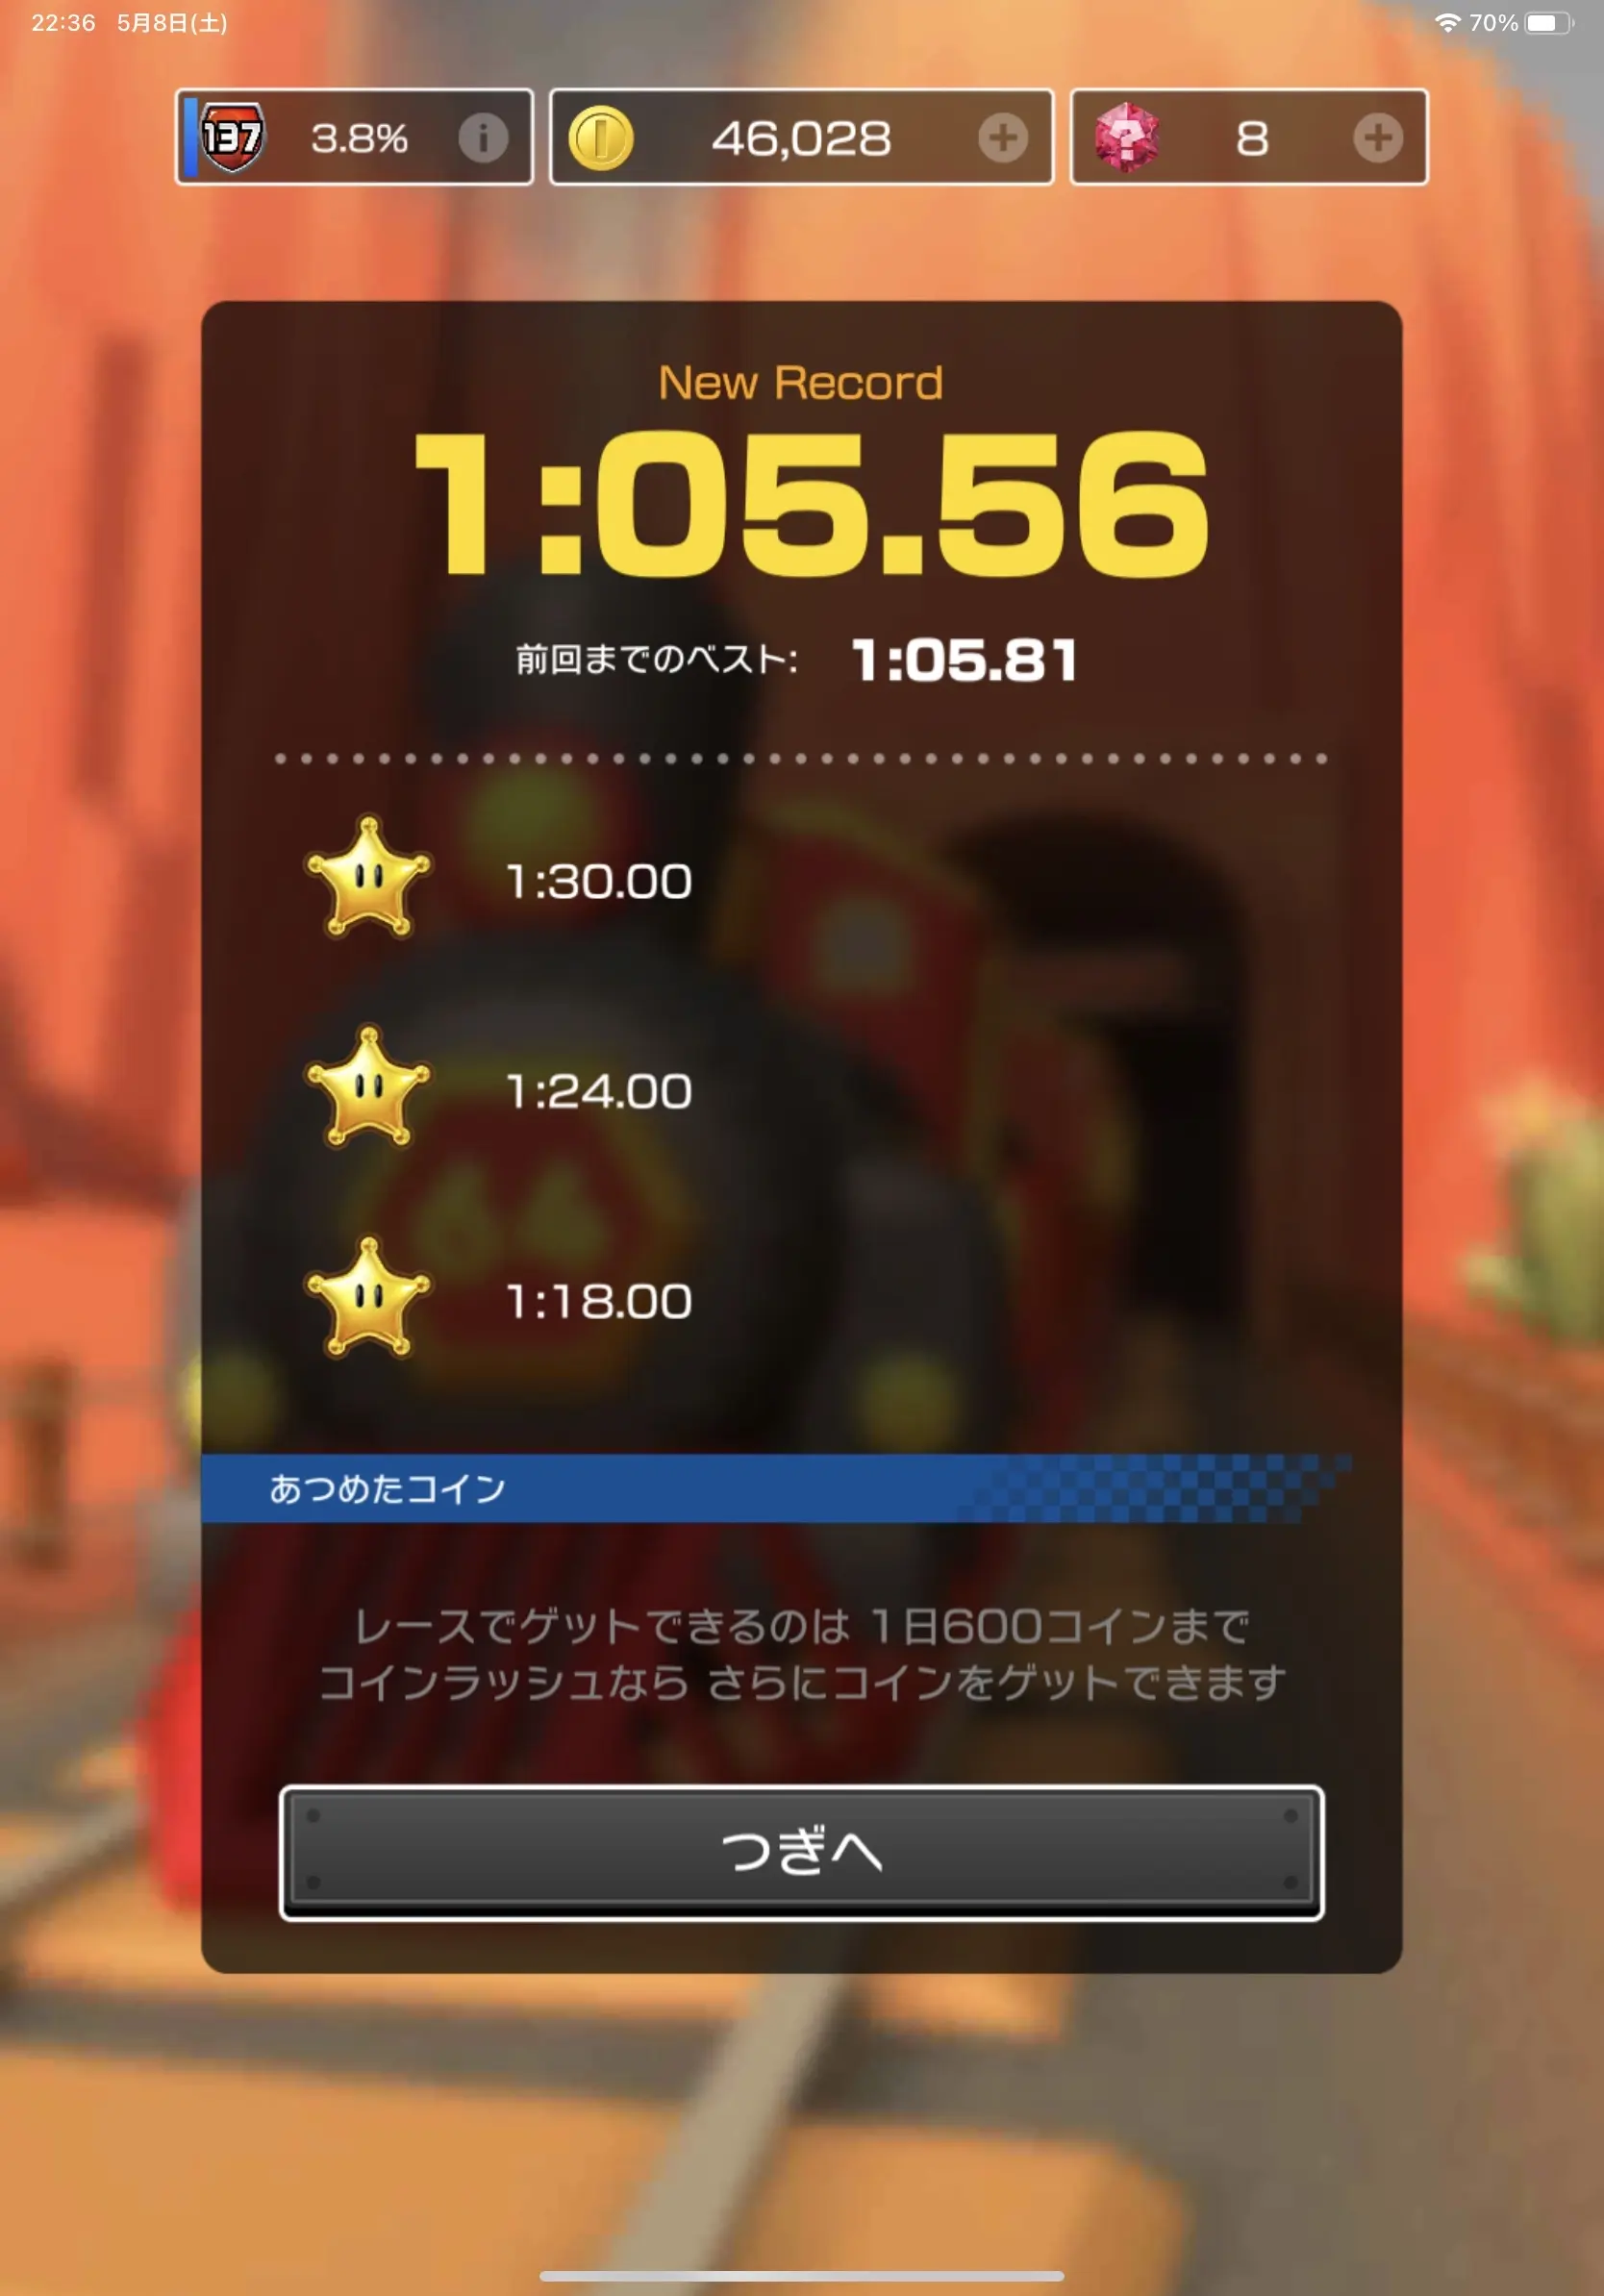 22:36 5月8日(土) 70%
137 3.8% 46,028 8
New Record
1:05.56
前回までのベスト: 1:05.81
1:30.00
1:24.00
1:18.00
あつめたコイン
レースでゲットできるのは 1日600コインまで
コインラッシュなら さらにコインをゲットできます
つぎへ